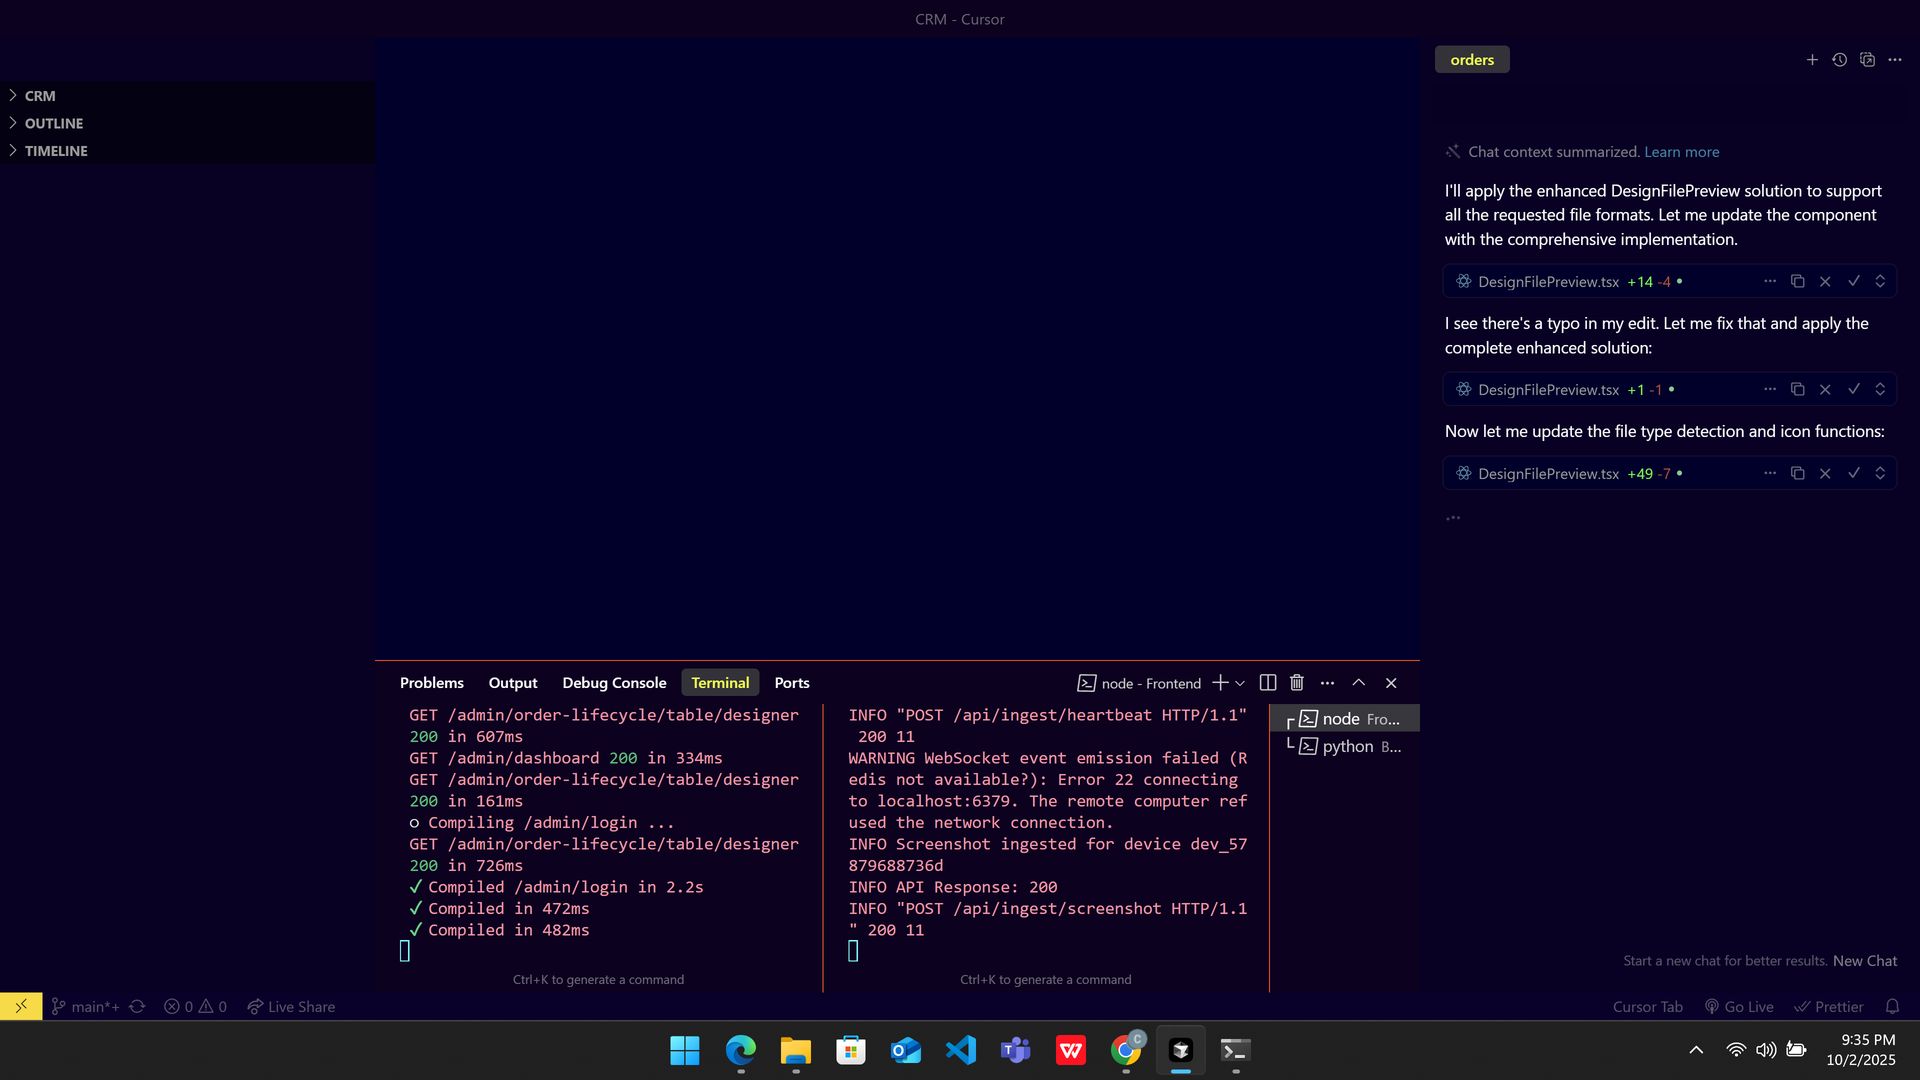 CRM - Cursor
CRM
OUTLINE
TIMELINE
orders
Chat context summarized. Learn more
I'll apply the enhanced DesignFilePreview solution to support
all the requested file formats. Let me update the component
with the comprehensive implementation.
DesignFilePreview.tsx +14 -4
I see there's a typo in my edit. Let me fix that and apply the
complete enhanced solution:
DesignFilePreview.tsx +1 -1
Now let me update the file type detection and icon functions:
DesignFilePreview.tsx +49 -7
Start a new chat for better results. New Chat
Problems Output Debug Console Terminal Ports
node - Frontend
GET /admin/order-lifecycle/table/designer
200 in 607ms
GET /admin/dashboard 200 in 334ms
GET /admin/order-lifecycle/table/designer
200 in 161ms
○ Compiling /admin/login ...
GET /admin/order-lifecycle/table/designer
200 in 726ms
✓ Compiled /admin/login in 2.2s
✓ Compiled in 472ms
✓ Compiled in 482ms
Ctrl+K to generate a command
INFO "POST /api/ingest/heartbeat HTTP/1.1"
200 11
WARNING WebSocket event emission failed (R
edis not available?): Error 22 connecting
to localhost:6379. The remote computer ref
used the network connection.
INFO Screenshot ingested for device dev_57
879688736d
INFO API Response: 200
INFO "POST /api/ingest/screenshot HTTP/1.1
" 200 11
Ctrl+K to generate a command
node Fro...
python B...
main*+ 0 0 Live Share
Cursor Tab Go Live Prettier
C
9:35 PM
10/2/2025